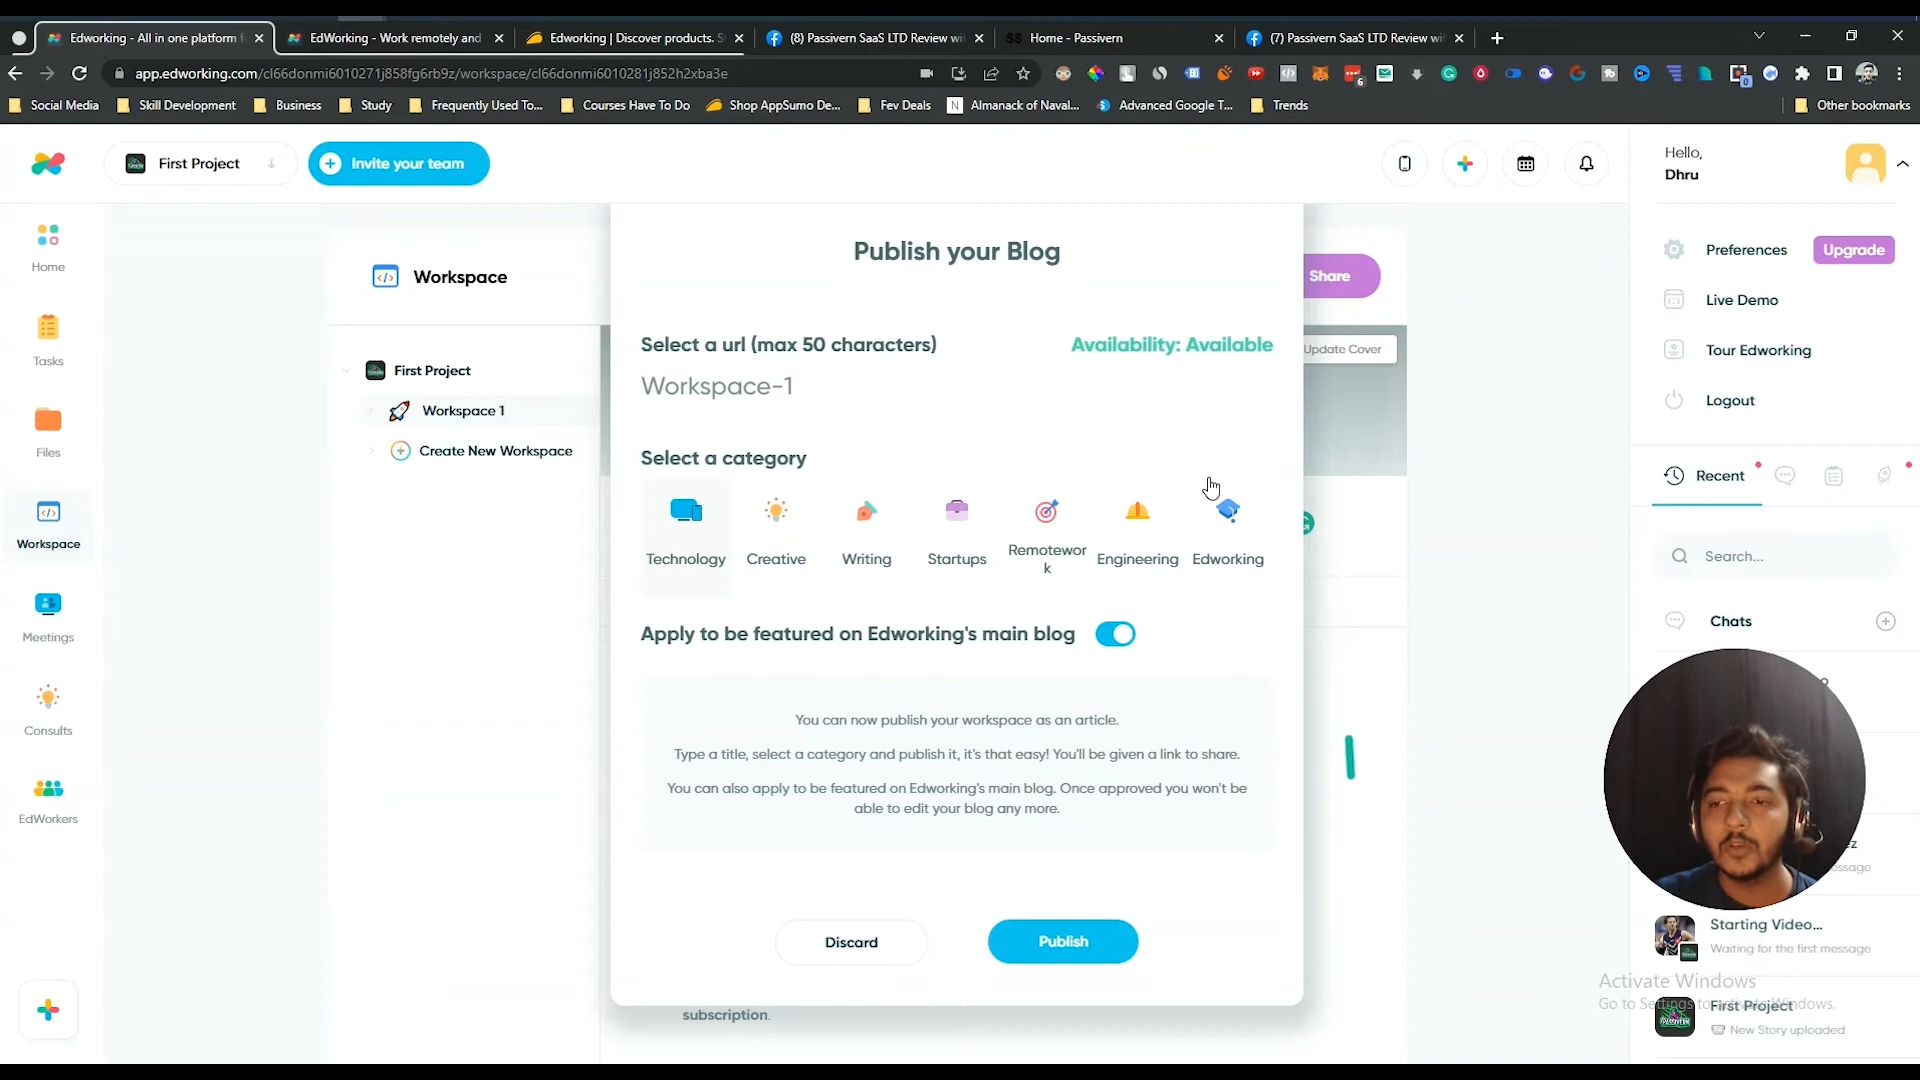 Edworking - All in one platform f
EdWorking - Work remotely and
Edworking | Discover products. S
(8) Passivern SaaS LTD Review wit
Home - Passivern
(7) Passivern SaaS LTD Review wit
app.edworking.com/cl66donmi6010271j858fg6rb9z/workspace/cl66donmi6010281j852h2xba3e
Social Media
Skill Development
Business
Study
Frequently Used To...
Courses Have To Do
Shop AppSumo De...
Fev Deals
Almanack of Naval...
Advanced Google T...
Trends
Other bookmarks
First Project
Invite your team
Hello,
Dhru
Home
Tasks
Files
Workspace
Meetings
Consults
EdWorkers
Workspace
First Project
Workspace 1
Create New Workspace
Share
Update Cover
Publish your Blog
Select a url (max 50 characters)
Availability: Available
Workspace-1
Select a category
Technology
Creative
Writing
Startups
Remotewor
k
Engineering
Edworking
Apply to be featured on Edworking's main blog
You can now publish your workspace as an article.
Type a title, select a category and publish it, it's that easy! You'll be given a link to share.
You can also apply to be featured on Edworking's main blog. Once approved you won't be
able to edit your blog any more.
Discard
Publish
subscription.
Preferences
Upgrade
Live Demo
Tour Edworking
Logout
Recent
Search...
Chats
Starting Video...
Waiting for the first message
Activate Windows
Go to Settings to activate Windows.
First Project
New Story uploaded